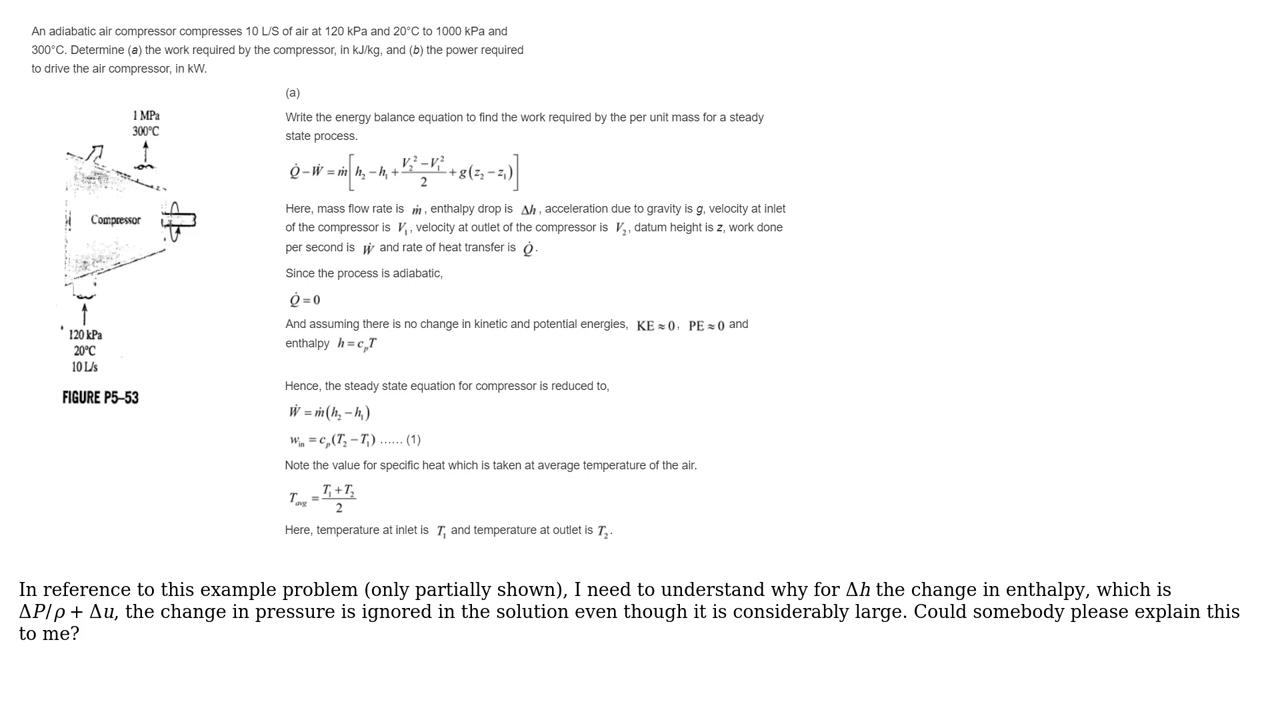 An adiabatic air compressor compresses 10 L/S of air at 120 kPa and 20°C to 1000 kPa and
300°C. Determine (a) the work required by the compressor, in kJ/kg, and (b) the power required
to drive the air compressor, in kW.
1 MPa
300°C
Compressor
120 kPa
20°C
10 L/s
FIGURE P5–53
(a)
Write the energy balance equation to find the work required by the per unit mass for a steady
state process.
Q̇ − Ẇ = ṁ[h₂ − h₁ + (V₂² − V₁²)/2 + g(z₂ − z₁)]
Here, mass flow rate is ṁ, enthalpy drop is Δh, acceleration due to gravity is g, velocity at inlet
of the compressor is V₁, velocity at outlet of the compressor is V₂, datum height is z, work done
per second is Ẇ and rate of heat transfer is Q̇.
Since the process is adiabatic,
Q̇ = 0
And assuming there is no change in kinetic and potential energies, KE ≈ 0, PE ≈ 0 and
enthalpy h = cₚT
Hence, the steady state equation for compressor is reduced to,
Ẇ = ṁ(h₂ − h₁)
w_in = cₚ(T₂ − T₁) ...... (1)
Note the value for specific heat which is taken at average temperature of the air.
T_avg = (T₁ + T₂)/2
Here, temperature at inlet is T₁ and temperature at outlet is T₂.
In reference to this example problem (only partially shown), I need to understand why for Δh the change in enthalpy, which is
ΔP/ρ + Δu, the change in pressure is ignored in the solution even though it is considerably large. Could somebody please explain this
to me?